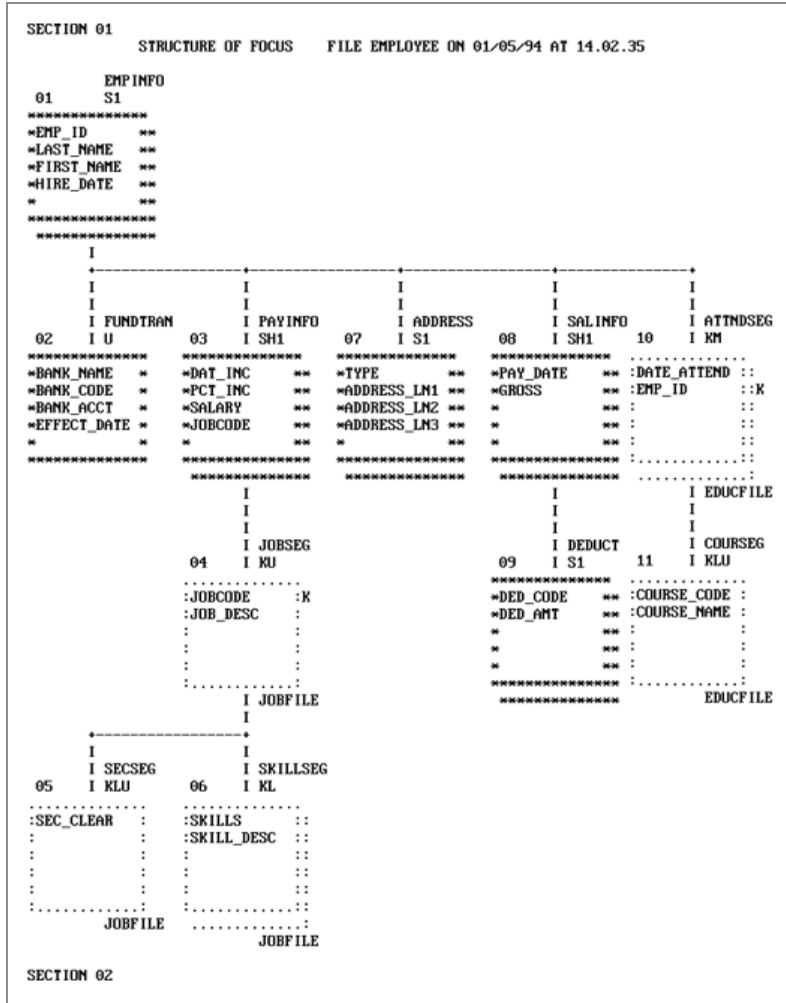 SECTION 01
STRUCTURE OF FOCUS FILE EMPLOYEE ON 01/05/94 AT 14.02.35
EMPINFO
01 S1
**************
*EMP_ID **
*LAST_NAME **
*FIRST_NAME **
*HIRE_DATE **
* **
***************
**************
I
+-----------------+-----------------+-----------------+---------------+
I I I I I
I I I I I
I FUNDTRAN I PAYINFO I ADDRESS I SALINFO I ATTNDSEG
02 I U 03 I SH1 07 I S1 08 I SH1 10 I KM
************** ************** ************** ************** ..............
*BANK_NAME * *DAT_INC ** *TYPE ** *PAY_DATE ** :DATE_ATTEND ::
*BANK_CODE * *PCT_INC ** *ADDRESS_LN1 ** *GROSS ** :EMP_ID ::K
*BANK_ACCT * *SALARY ** *ADDRESS_LN2 ** * ** : ::
*EFFECT_DATE * *JOBCODE ** *ADDRESS_LN3 ** * ** : ::
* * * ** * ** * ** : ::
************** *************** *************** *************** :............::
************** ************** ************** .............:
I I I EDUCFILE
I I I
I I I
I JOBSEG I DEDUCT I COURSEG
04 I KU 09 I S1 11 I KLU
.............. ************** ..............
:JOBCODE :K *DED_CODE ** :COURSE_CODE :
:JOB_DESC : *DED_AMT ** :COURSE_NAME :
: : * ** : :
: : * ** : :
: : * ** : :
:............: *************** :............:
I JOBFILE ************** EDUCFILE
I
+-----------------+
I I
I SECSEG I SKILLSEG
05 I KLU 06 I KL
.............. ..............
:SEC_CLEAR : :SKILLS ::
: : :SKILL_DESC ::
: : : ::
: : : ::
: : : ::
:............: :............::
JOBFILE .............:
JOBFILE
SECTION 02